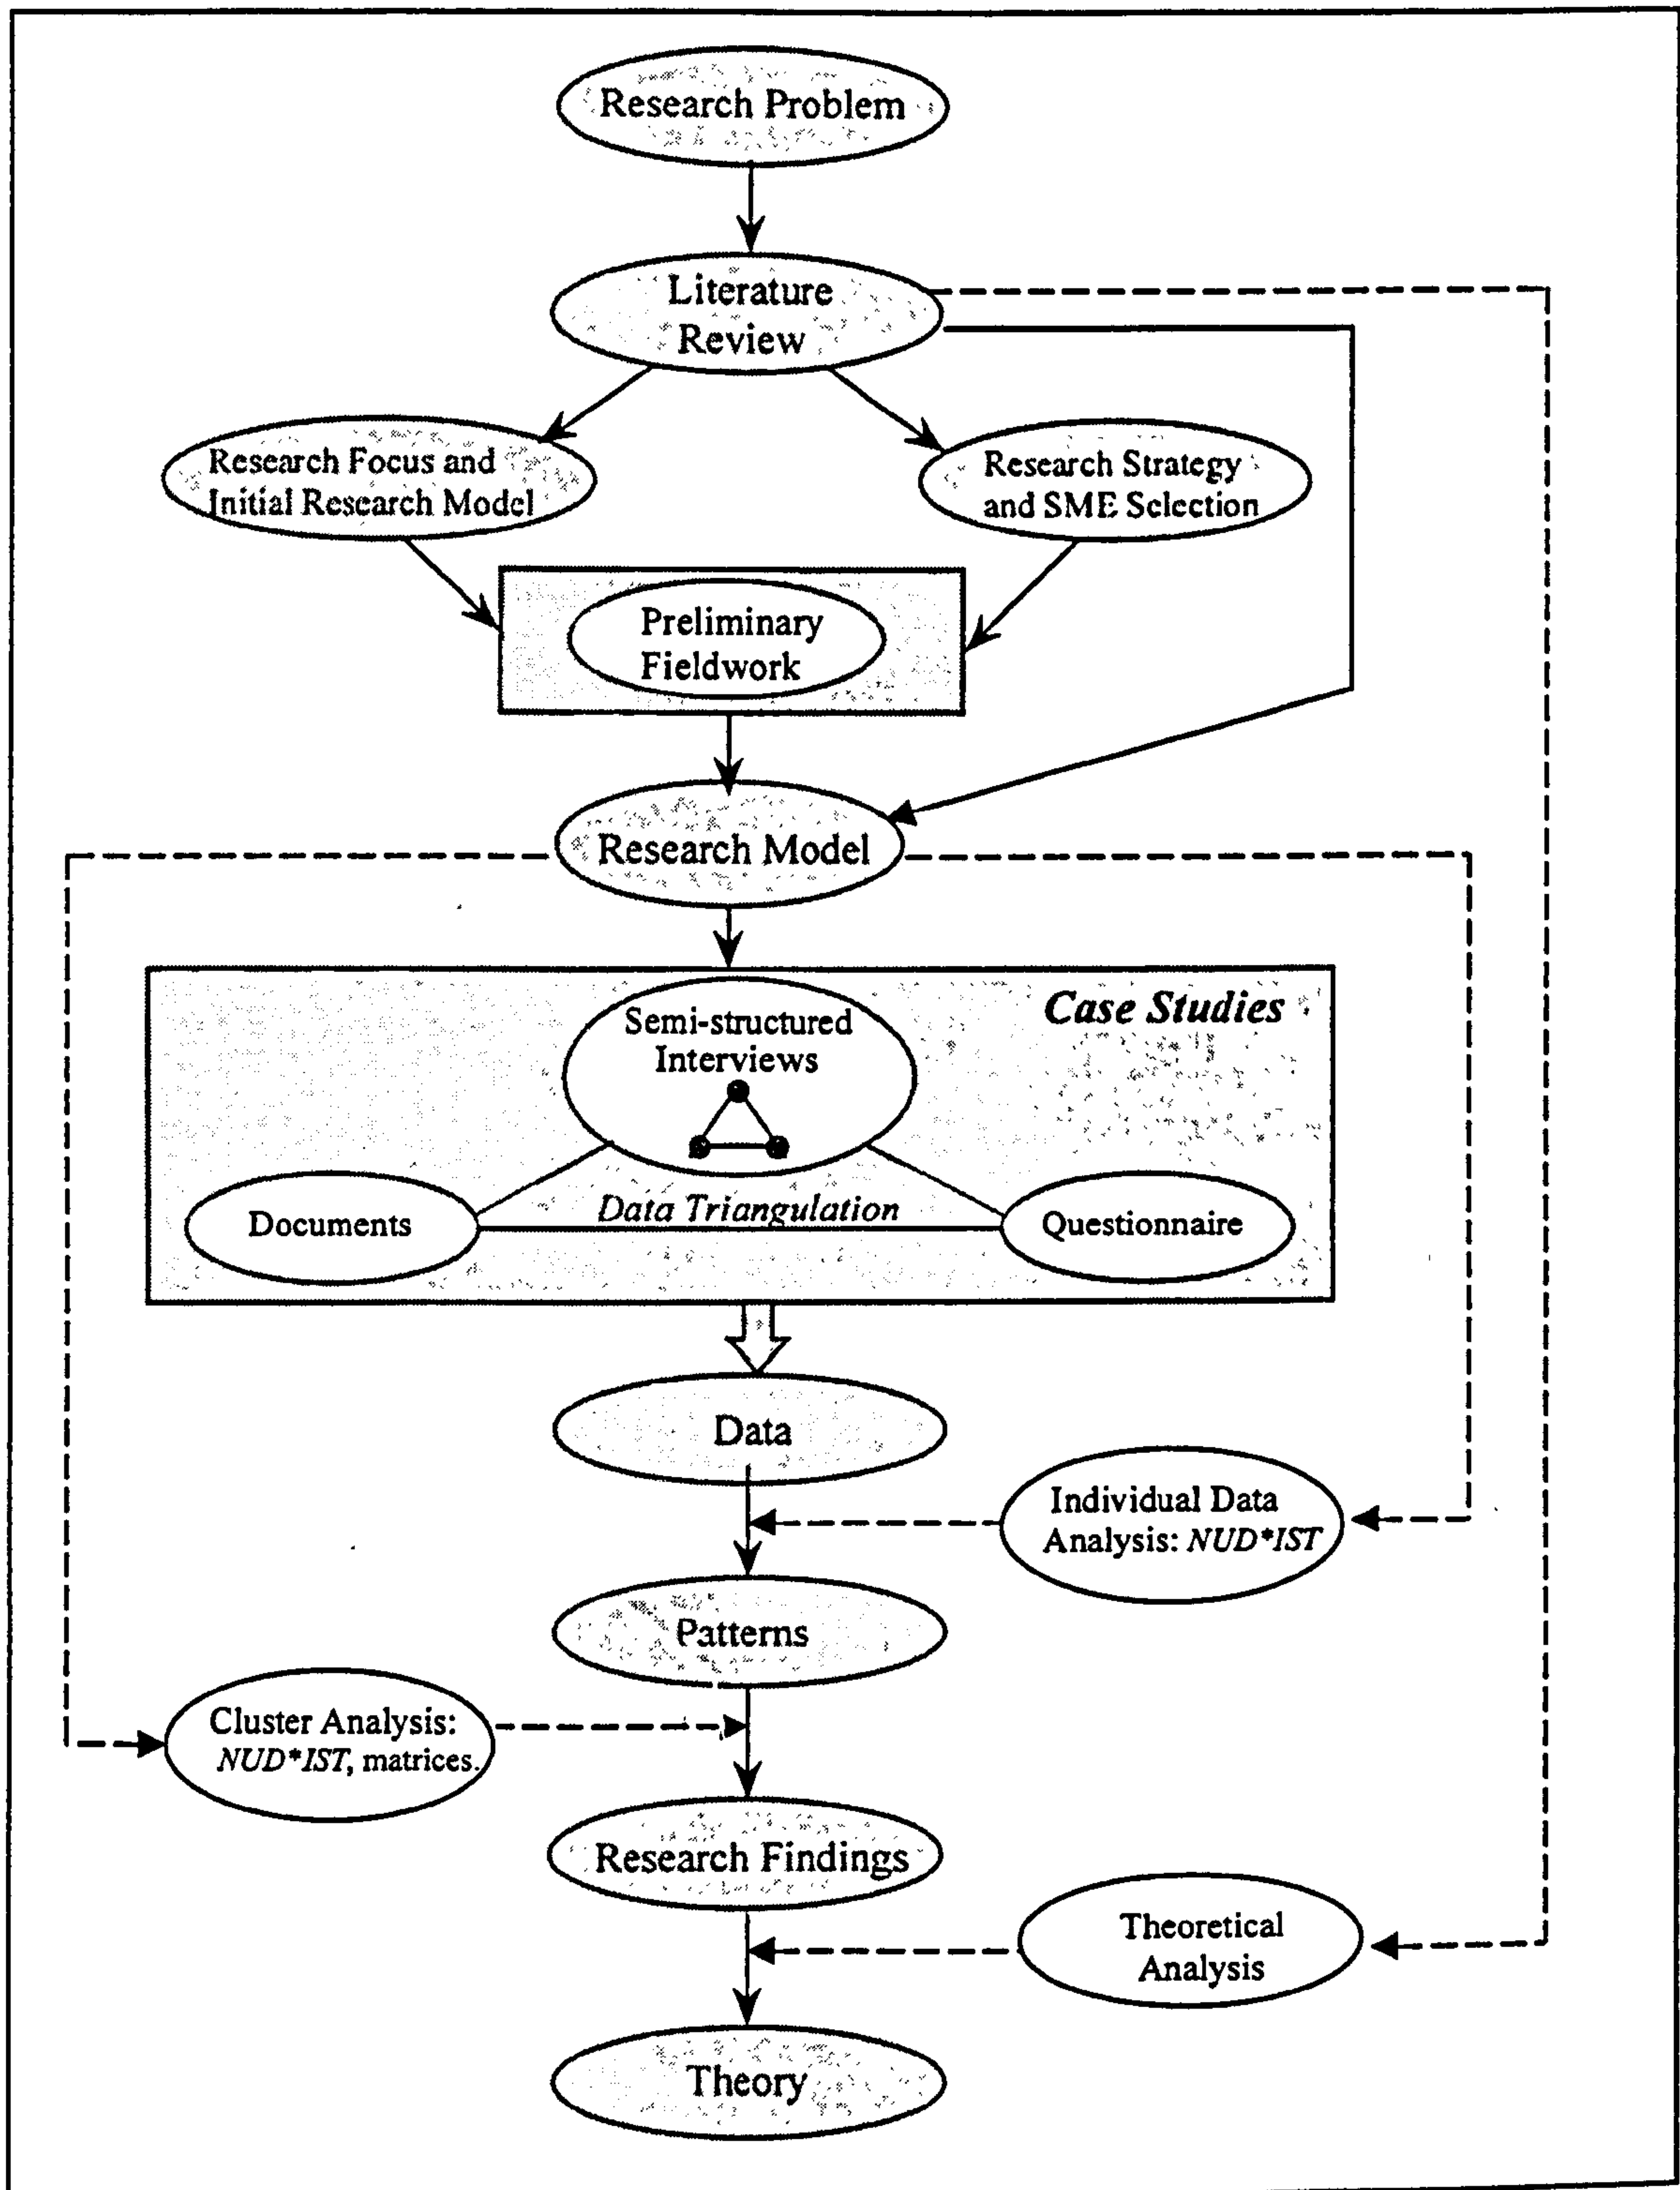 Research Problem
Literature
Review
Research Focus and
Initial Research Model
Research Strategy
and SME Selection
Preliminary
Fieldwork
Research Model
Case Studies
Semi-structured
Interviews
Data Triangulation
Documents
Questionnaire
Data
Individual Data
Analysis: NUD*IST
Patterns
Cluster Analysis:
NUD*IST, matrices.
Research Findings
Theoretical
Analysis
Theory